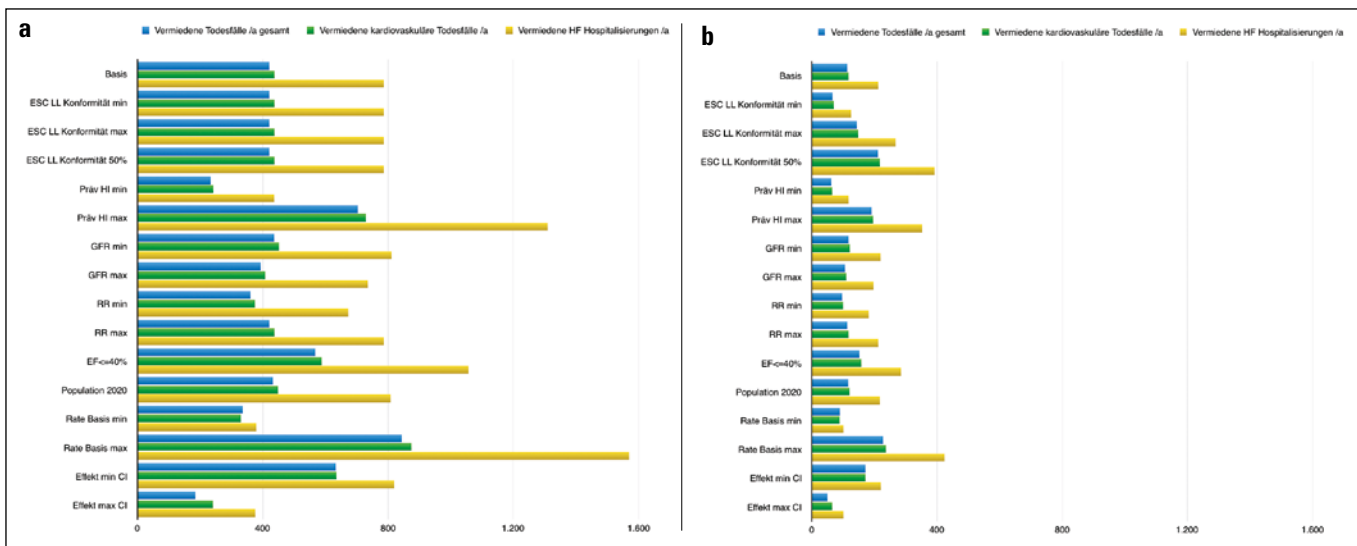 a
Vermiedene Todesfälle /a gesamt Vermiedene kardiovaskuläre Todesfälle /a Vermiedene HF Hospitalisierungen /a
Basis
ESC LL Konformität min
ESC LL Konformität max
ESC LL Konformität 50%
Präv HI min
Präv HI max
GFR min
GFR max
RR min
RR max
EF<=40%
Population 2020
Rate Basis min
Rate Basis max
Effekt min CI
Effekt max CI
0 400 800 1.200 1.600
b
Vermiedene Todesfälle /a gesamt Vermiedene kardiovaskuläre Todesfälle /a Vermiedene HF Hospitalisierungen /a
Basis
ESC LL Konformität min
ESC LL Konformität max
ESC LL Konformität 50%
Präv HI min
Präv HI max
GFR min
GFR max
RR min
RR max
EF<=40%
Population 2020
Rate Basis min
Rate Basis max
Effekt min CI
Effekt max CI
0 400 800 1.200 1.600